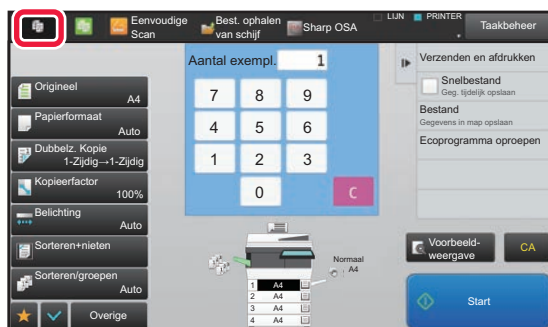 Eenvoudige Scan
Best. ophalen van schijf
Sharp OSA
LIJN
PRINTER
Taakbeheer
Aantal exempl. 1
Origineel
A4
Papierformaat
Auto
Dubbelz. Kopie
1-Zijdig→1-Zijdig
Kopieerfactor
100%
Belichting
Auto
Sorteren+nieten
Sorteren/groepen
Auto
Overige
7 8 9
4 5 6
1 2 3
0 C
Normaal
A4
1 A4
2 A4
3 A4
4 A4
Verzenden en afdrukken
Snelbestand
Geg. tijdelijk opslaan
Bestand
Gegevens in map opslaan
Ecoprogramma oproepen
Voorbeeld-
weergave
CA
Start